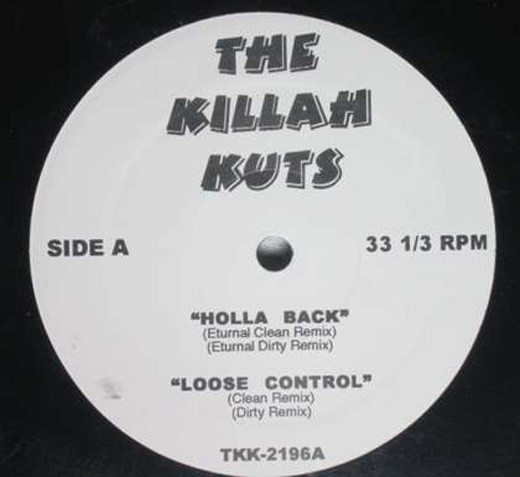 THE
KILLAH
KUTS
SIDE A
33 1/3 RPM
"HOLLA BACK"
(Eturnal Clean Remix)
(Eturnal Dirty Remix)
"LOOSE CONTROL"
(Clean Remix)
(Dirty Remix)
TKK-2196A